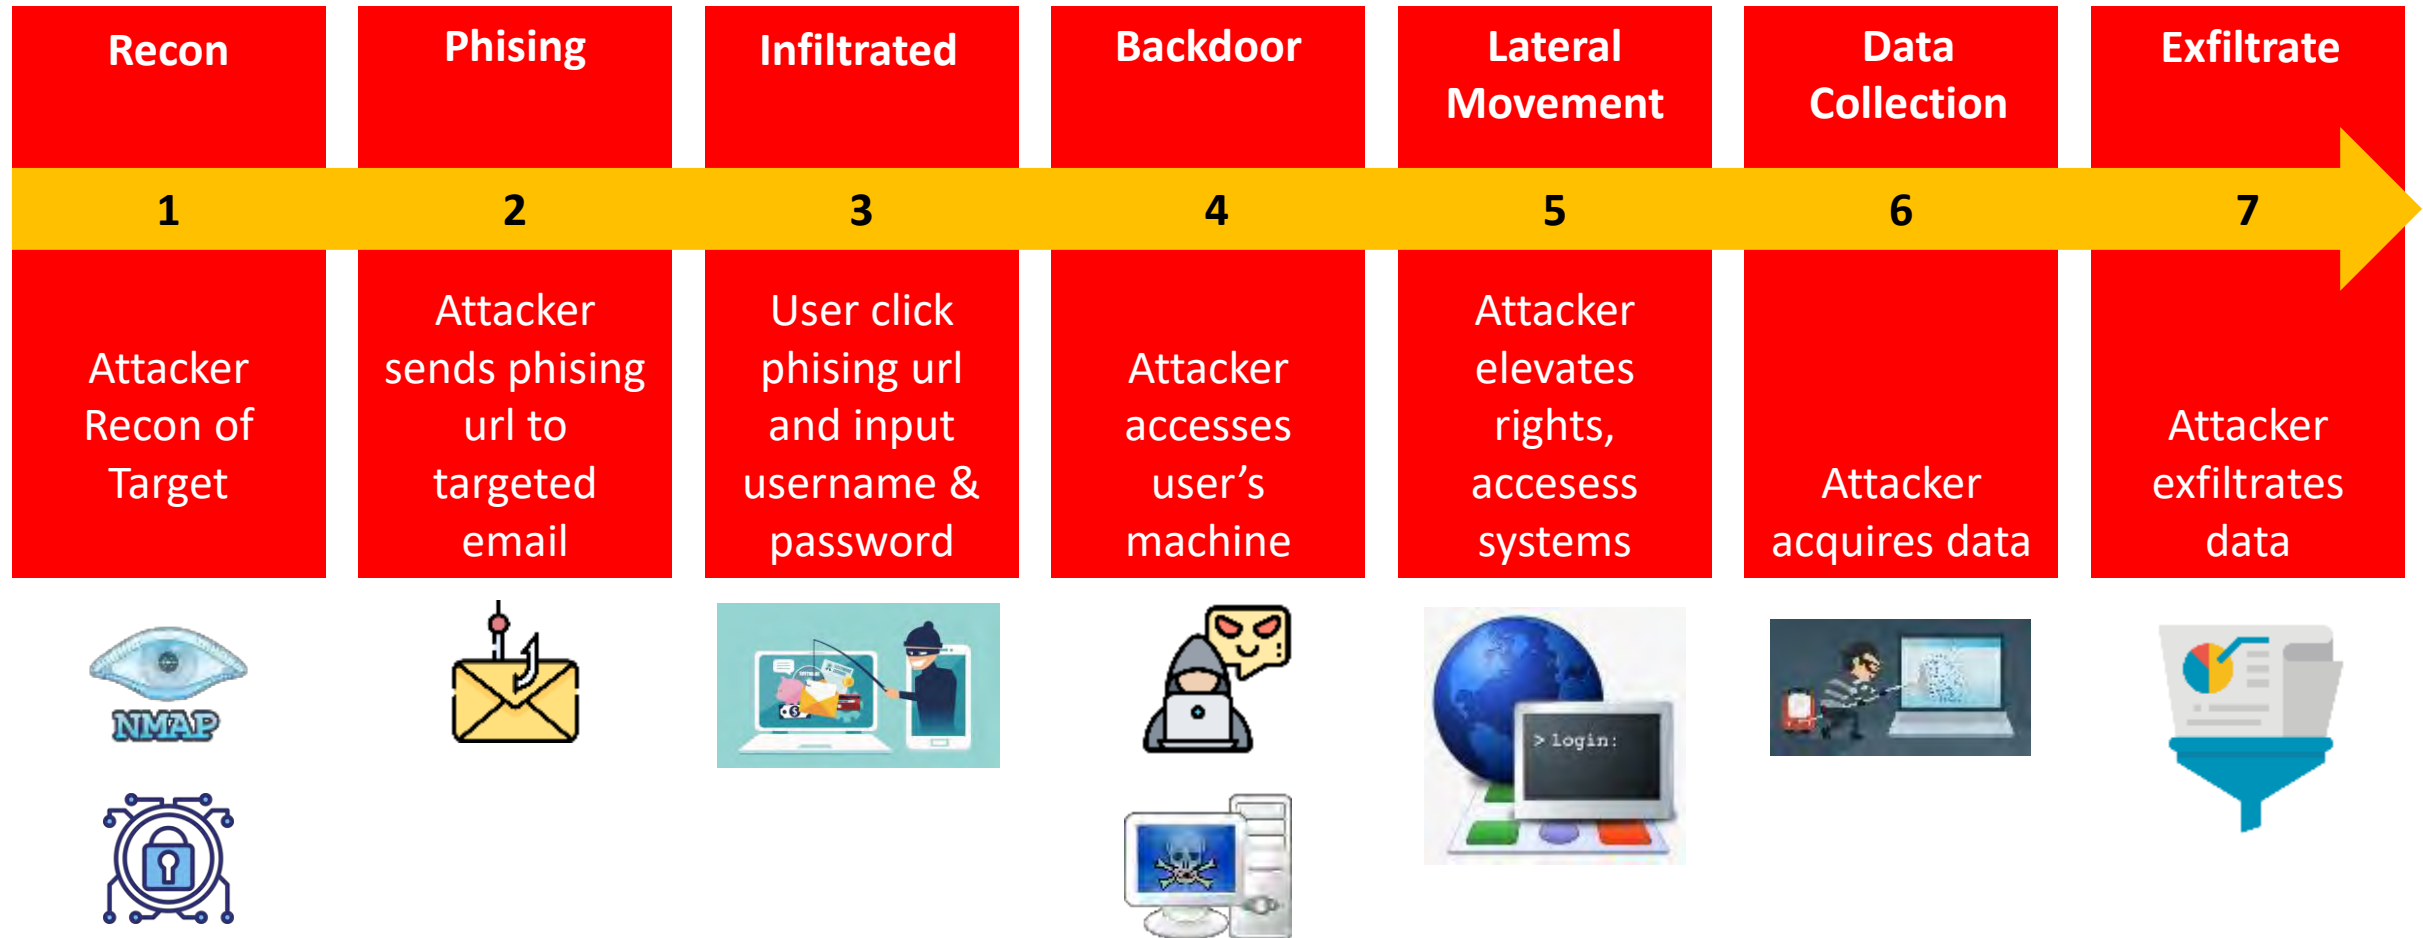 Recon
Phising
Infiltrated
Backdoor
Lateral
Movement
Data
Collection
Exfiltrate
1
2
3
4
5
6
7
Attacker
Recon of
Target
Attacker
sends phising
url to
targeted
email
User click
phising url
and input
username &
password
Attacker
accesses
user’s
machine
Attacker
elevates
rights,
accesess
systems
Attacker
acquires data
Attacker
exfiltrates
data
NMAP
> login: